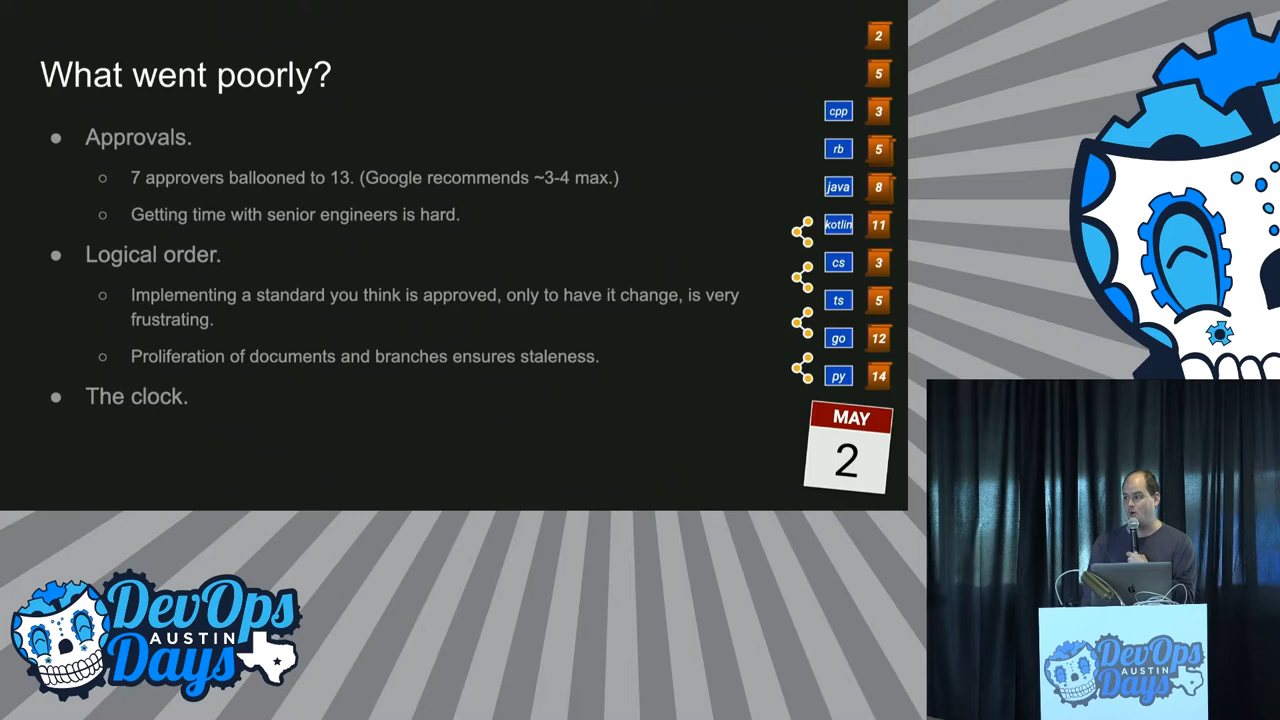 What went poorly?
● Approvals.
○ 7 approvers ballooned to 13. (Google recommends ~3-4 max.)
○ Getting time with senior engineers is hard.
● Logical order.
○ Implementing a standard you think is approved, only to have it change, is very
frustrating.
○ Proliferation of documents and branches ensures staleness.
● The clock.
2
5
cpp 3
rb 5
java 8
kotlin 11
cs 3
ts 5
go 12
py 14
MAY
2
DevOps
AUSTIN
Days
DevOps
AUSTIN
Days